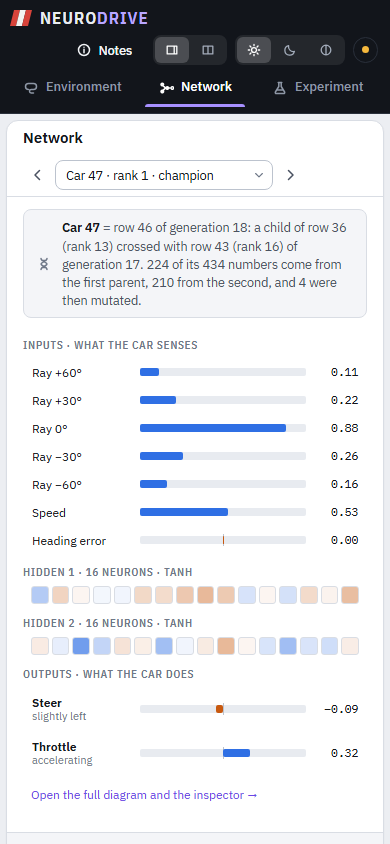 NEURODRIVE
Notes
Environment Network Experiment
Network
Car 47 · rank 1 · champion
Car 47 = row 46 of generation 18: a child of row 36
(rank 13) crossed with row 43 (rank 16) of
generation 17. 224 of its 434 numbers come from
the first parent, 210 from the second, and 4 were
then mutated.
INPUTS · WHAT THE CAR SENSES
Ray +60° 0.11
Ray +30° 0.22
Ray 0° 0.88
Ray −30° 0.26
Ray −60° 0.16
Speed 0.53
Heading error 0.00
HIDDEN 1 · 16 NEURONS · TANH
HIDDEN 2 · 16 NEURONS · TANH
OUTPUTS · WHAT THE CAR DOES
Steer −0.09
slightly left
Throttle 0.32
accelerating
Open the full diagram and the inspector →